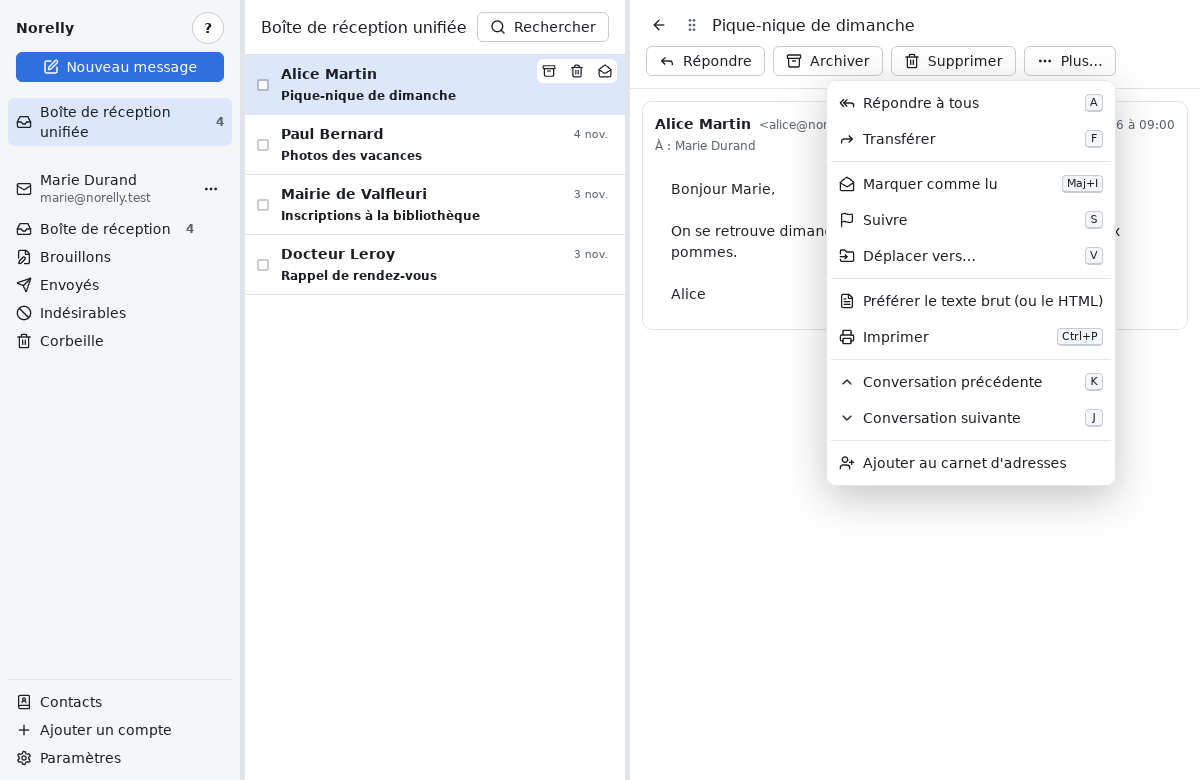 Norelly
?
Nouveau message
Boîte de réception
unifiée
4
Marie Durand
marie@norelly.test
Boîte de réception 4
Brouillons
Envoyés
Indésirables
Corbeille
Contacts
Ajouter un compte
Paramètres
Boîte de réception unifiée
Rechercher
Alice Martin
Pique-nique de dimanche
Paul Bernard 4 nov.
Photos des vacances
Mairie de Valfleuri 3 nov.
Inscriptions à la bibliothèque
Docteur Leroy 3 nov.
Rappel de rendez-vous
Pique-nique de dimanche
Répondre
Archiver
Supprimer
Plus…
Alice Martin <alice@nor 6 à 09:00
À : Marie Durand
Bonjour Marie,
On se retrouve diman x
pommes.
Alice
Répondre à tous A
Transférer F
Marquer comme lu Maj+I
Suivre S
Déplacer vers… V
Préférer le texte brut (ou le HTML)
Imprimer Ctrl+P
Conversation précédente K
Conversation suivante J
Ajouter au carnet d'adresses